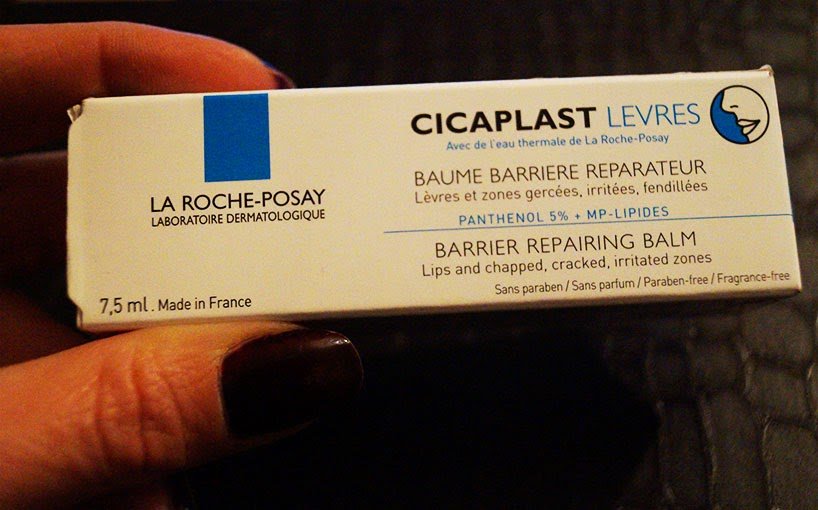 LA ROCHE-POSAY
LABORATOIRE DERMATOLOGIQUE
7,5 ml. Made in France
CICAPLAST LEVRES
Avec de l'eau thermale de La Roche-Posay
BAUME BARRIERE REPARATEUR
Lèvres et zones gercées, irritées, fendillées
PANTHENOL 5% + MP-LIPIDES
BARRIER REPAIRING BALM
Lips and chapped, cracked, irritated zones
Sans paraben / Sans parfum / Paraben-free / Fragrance-free